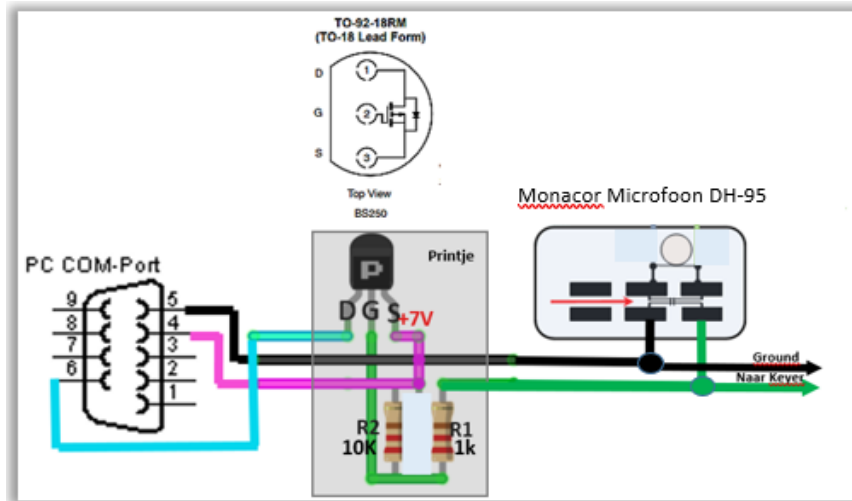 TO-92-18RM
(TO-18 Lead Form)
D
1
G
2
S
3
Top View
BS250
Monacor Microfoon DH-95
PC COM-Port
Printje
P
D G S +7V
9
5
8
4
7
3
6
2
1
Ground
Naar Keyer
R2
10K
R1
1k